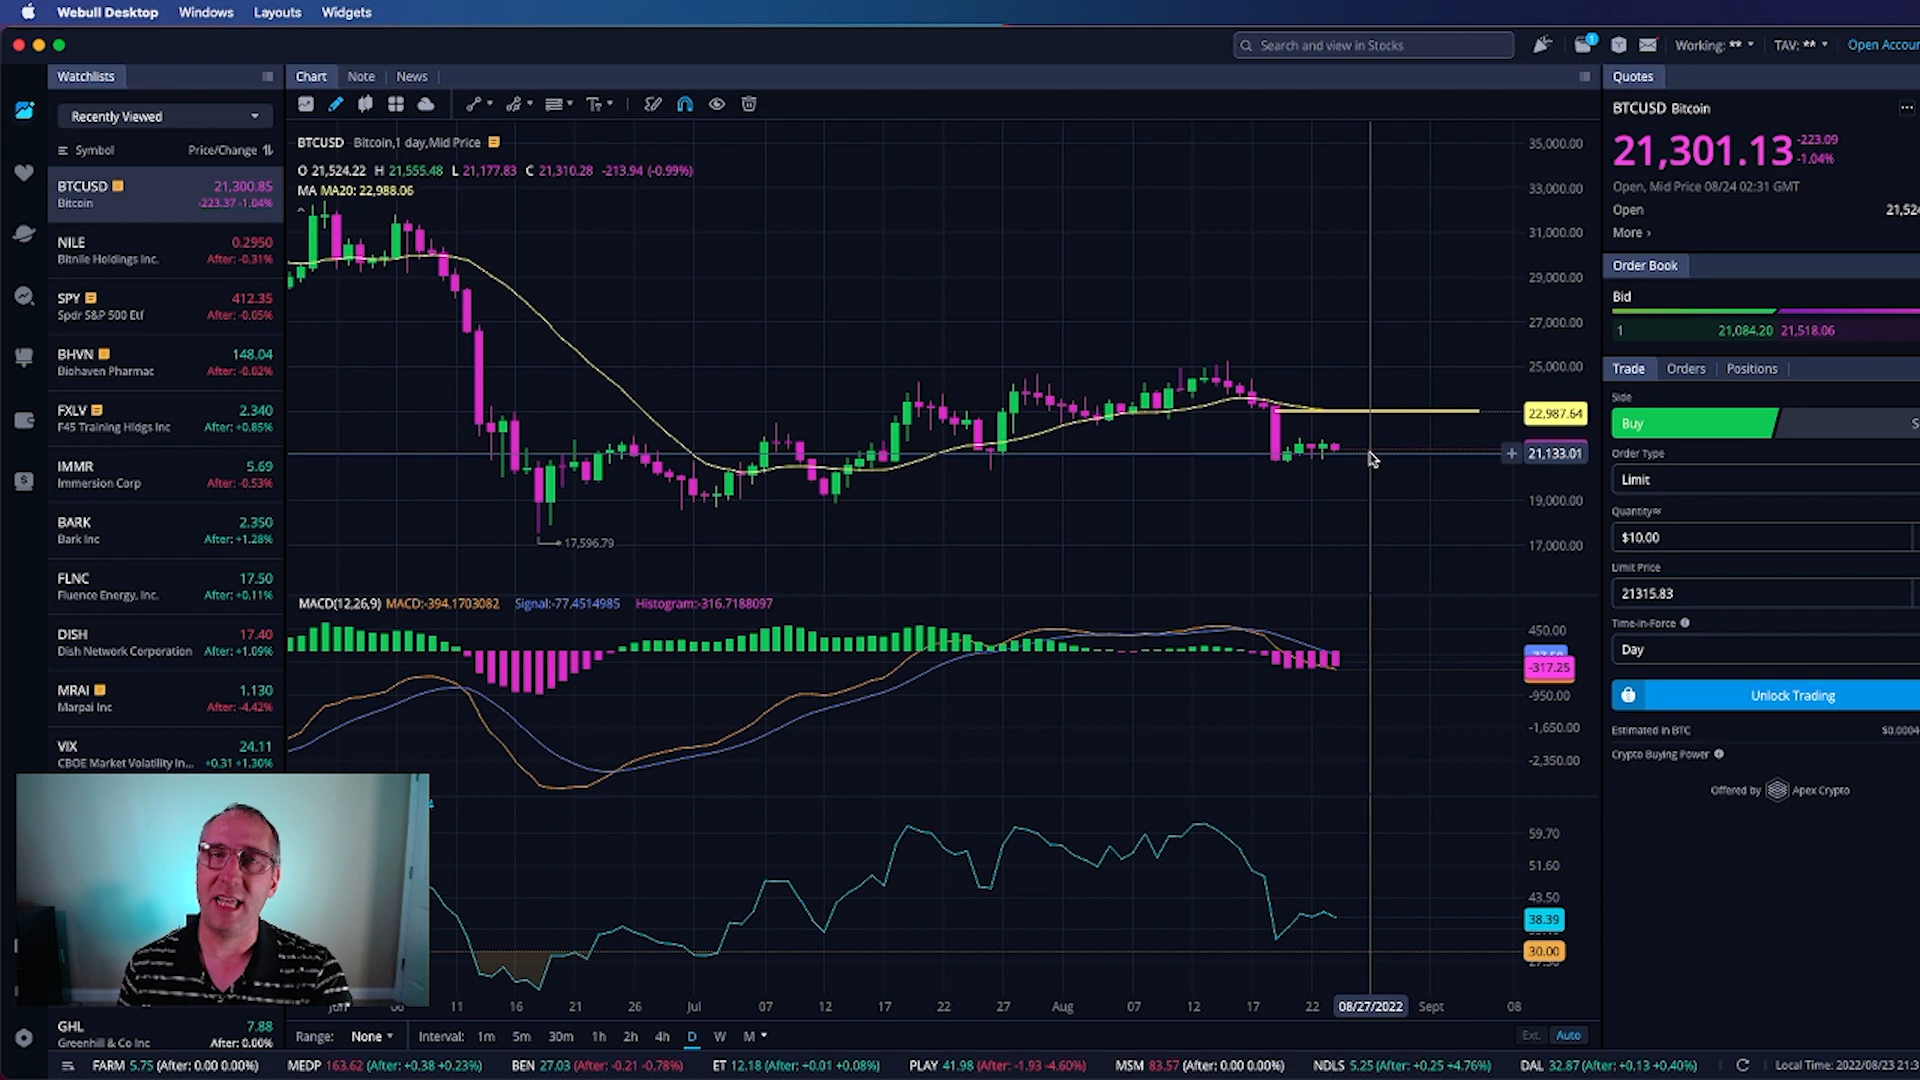 Webull Desktop Windows Layouts Widgets
Search and view in Stocks
1
Working: ** TAV: ** Open Accou
Watchlists
Recently Viewed
Symbol Price/Change
BTCUSD 21,300.85
Bitcoin -223.37 -1.04%
NILE 0.2950
Bitnile Holdings Inc. After: -0.31%
SPY 412.35
Spdr S&P 500 Etf After: -0.05%
BHVN 148.04
Biohaven Pharmac After: -0.02%
FXLV 2.340
F45 Training Hldgs Inc After: +0.85%
IMMR 5.69
Immersion Corp After: -0.53%
BARK 2.350
Bark Inc After: +1.28%
FLNC 17.50
Fluence Energy, Inc. After: +0.11%
DISH 17.40
Dish Network Corporation After: +1.09%
MRAI 1.130
Marpai Inc After: -4.42%
VIX 24.11
CBOE Market Volatility In... +0.31 +1.30%
GHL 7.88
Greenhill & Co Inc After: 0.00%
Chart Note News
BTCUSD Bitcoin,1 day,Mid Price
O 21,524.22 H 21,555.48 L 21,177.83 C 21,310.28 -213.94 (-0.99%)
MA MA20: 22,988.06
35,000.00
33,000.00
31,000.00
29,000.00
27,000.00
25,000.00
22,987.64
21,133.01
19,000.00
17,000.00
17,596.79
MACD(12,26,9) MACD:-394.1703082 Signal:-77.4514985 Histogram:-316.7188097
450.00
-317.25
-950.00
-1,650.00
-2,350.00
59.70
51.60
43.50
38.39
30.00
11 16 21 26 Jul 07 12 17 22 27 Aug 07 12 17 22 08/27/2022 Sept 08
Range: None Interval: 1m 5m 30m 1h 2h 4h D W M
Ext. Auto
Quotes
BTCUSD Bitcoin
21,301.13 -223.09
-1.04%
Open, Mid Price 08/24 02:31 GMT
Open 21,524
More
Order Book
Bid
1 21,084.20 21,518.06
Trade Orders Positions
Side
Buy S
Order Type
Limit
Quantity≈
$10.00
Limit Price
21315.83
Time-in-Force
Day
Unlock Trading
Estimated in BTC $0.0004
Crypto Buying Power
Offered by Apex Crypto
FARM 5.75 (After: 0.00 0.00%) MEDP 163.62 (After: +0.38 +0.23%) BEN 27.03 (After: -0.21 -0.78%) ET 12.18 (After: +0.01 +0.08%) PLAY 41.98 (After: -1.93 -4.60%) MSM 83.57 (After: 0.00 0.00%) NDLS 5.25 (After: +0.25 +4.76%) DAL 32.87 (After: +0.13 +0.40%) Local Time: 2022/08/23 21:3